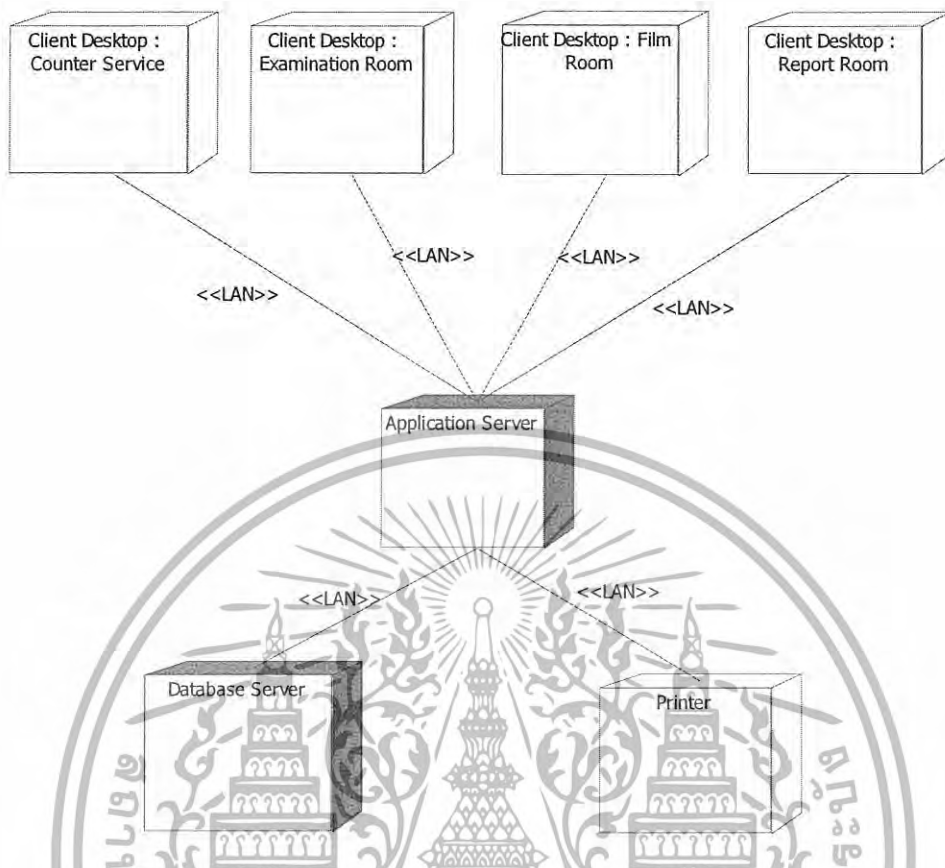 Client Desktop :
Counter Service
Client Desktop :
Examination Room
Client Desktop : Film
Room
Client Desktop :
Report Room
<<LAN>>
<<LAN>>
<<LAN>>
<<LAN>>
Application Server
<<LAN>>
<<LAN>>
Database Server
Printer